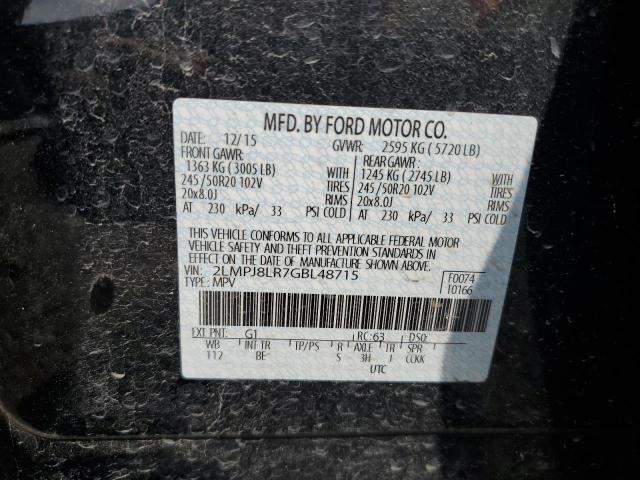 MFD. BY FORD MOTOR CO.
DATE: 12/15 GVWR: 2595 KG ( 5720 LB)
FRONT GAWR: REAR GAWR:
1363 KG ( 3005 LB) WITH 1245 KG ( 2745 LB) WITH
245 /50R20 102V TIRES 245 /50R20 102V TIRES
20x8.0J RIMS 20x8.0J RIMS
AT 230 kPa/ 33 PSI COLD AT 230 kPa/ 33 PSI COLD
THIS VEHICLE CONFORMS TO ALL APPLICABLE FEDERAL MOTOR
VEHICLE SAFETY AND THEFT PREVENTION STANDARDS IN
EFFECT ON THE DATE OF MANUFACTURE SHOWN ABOVE.
VIN: 2LMPJ8LR7GBL48715 F0074
TYPE: MPV T0166
EXT PNT: G1 RC: 63 DSO:
WB INT TR TP/PS R AXLE TR SPR
112 BF S 3H I CCKK
UTC